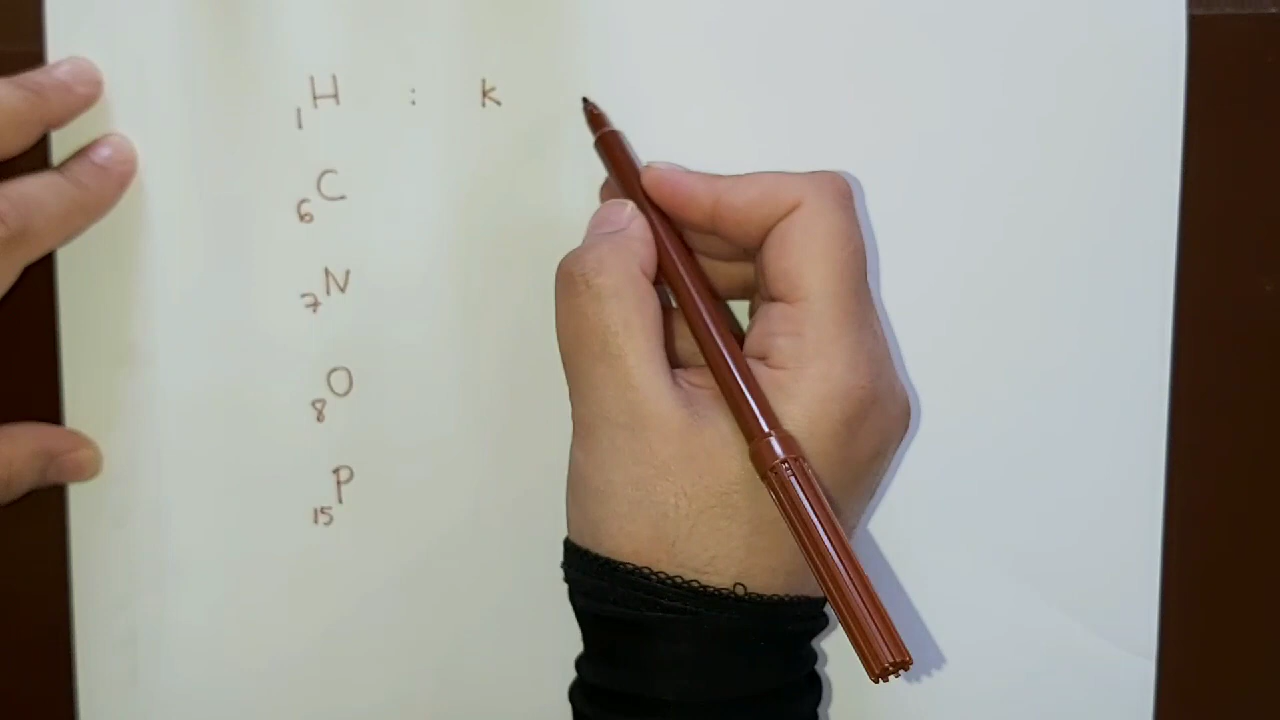 ₁H : k
₆C
₇N
₈O
₁₅P